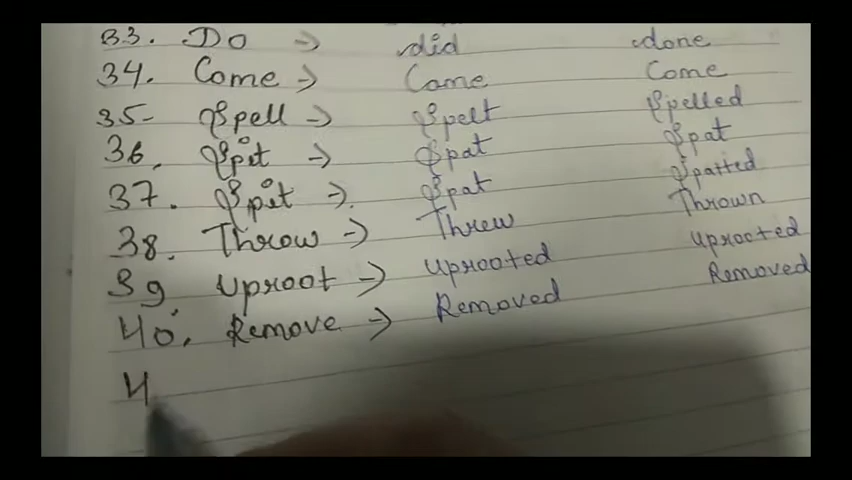 33. Do → did done
34. Come → Came Come
35- Spell → Spelt Spelled
36. Spit → Spat Spat
37. Spit → Spat Spatted
38. Throw → Threw Thrown
39 Uproot → Uprooted Uprooted
40. Remove → Removed Removed
4